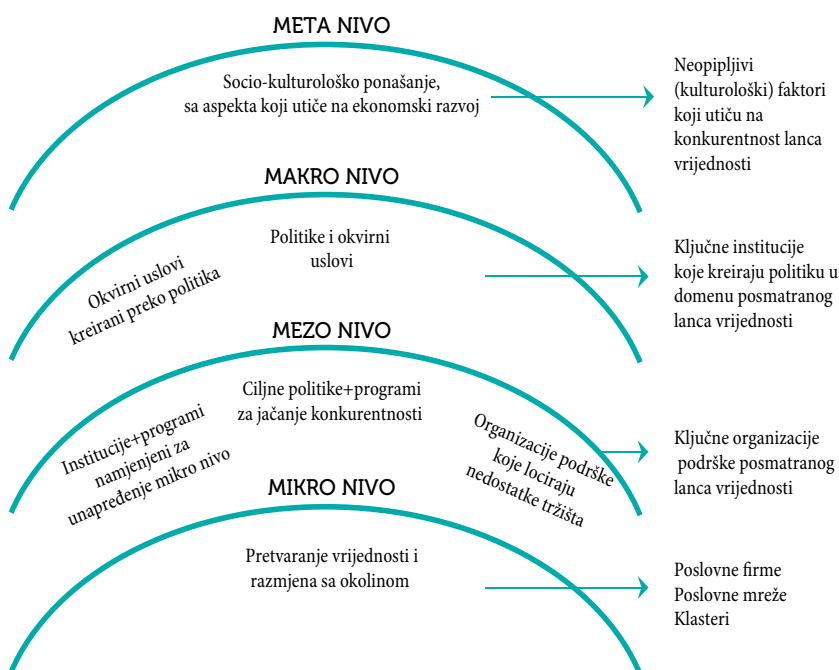 META NIVO
Socio-kulturološko ponašanje,
sa aspekta koji utiče na ekonomski razvoj
Neopipljivi
(kulturološki) faktori
koji utiču na
konkurentnost lanca
vrijednosti
MAKRO NIVO
Politike i okvirni
uslovi
Okvirni uslovi
kreirani preko politika
Ključne institucije
koje kreiraju politiku u
domenu posmatranog
lanca vrijednosti
MEZO NIVO
Ciljne politike+programi
za jačanje konkurentnosti
Institucije+programi
namjenjeni za
unapređenje mikro nivo
Organizacije podrške
koje lociraju
nedostatke tržišta
Ključne organizacije
podrške posmatranog
lanca vrijednosti
MIKRO NIVO
Pretvaranje vrijednosti i
razmjena sa okolinom
Poslovne firme
Poslovne mreže
Klasteri